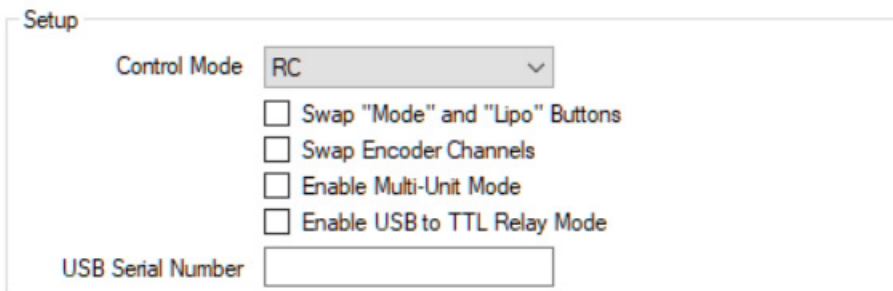 Setup
Control Mode RC
Swap "Mode" and "Lipo" Buttons
Swap Encoder Channels
Enable Multi-Unit Mode
Enable USB to TTL Relay Mode
USB Serial Number